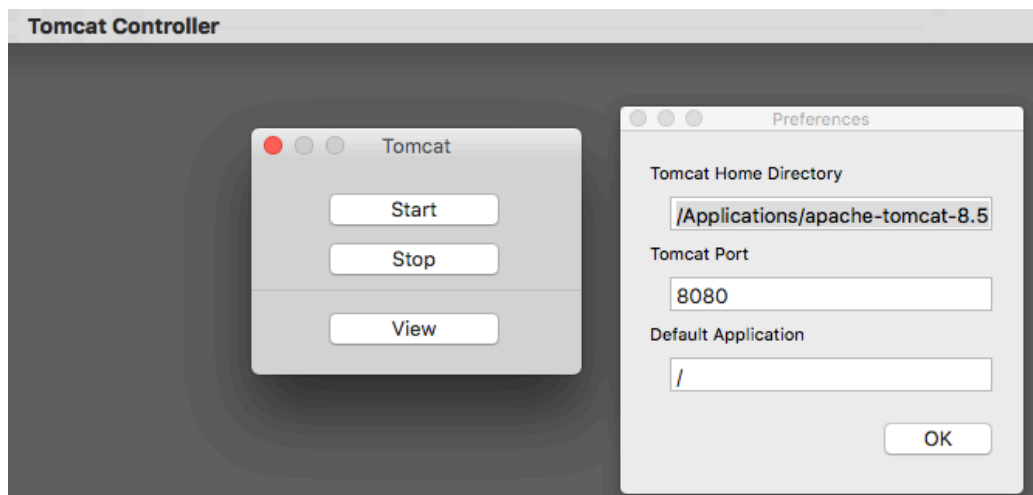 Tomcat Controller
Tomcat
Start
Stop
View
Preferences
Tomcat Home Directory
/Applications/apache-tomcat-8.5
Tomcat Port
8080
Default Application
/
OK